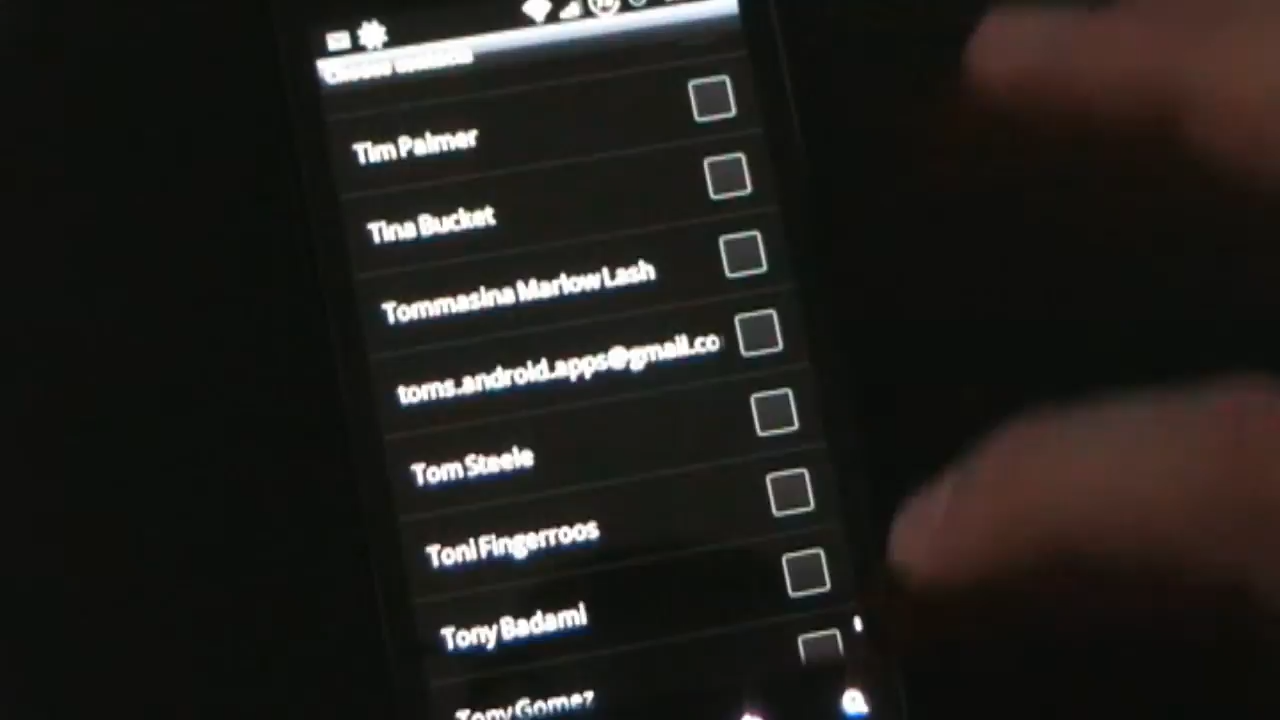 Tim Palmer
Tina Bucket
Tommasina Marlow Lash
toms.android.apps@gmail.co
Tom Steele
Toni Fingerroos
Tony Badami
Tony Gomez